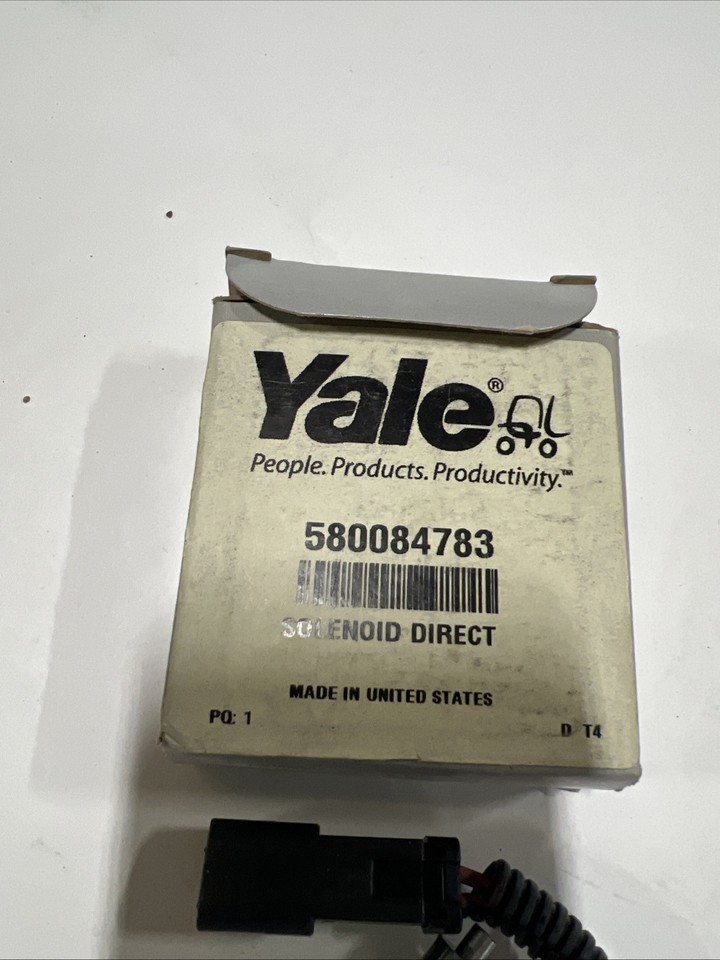 Yale®
People. Products. Productivity.™
580084783
SOLENOID DIRECT
MADE IN UNITED STATES
PQ: 1
D T4